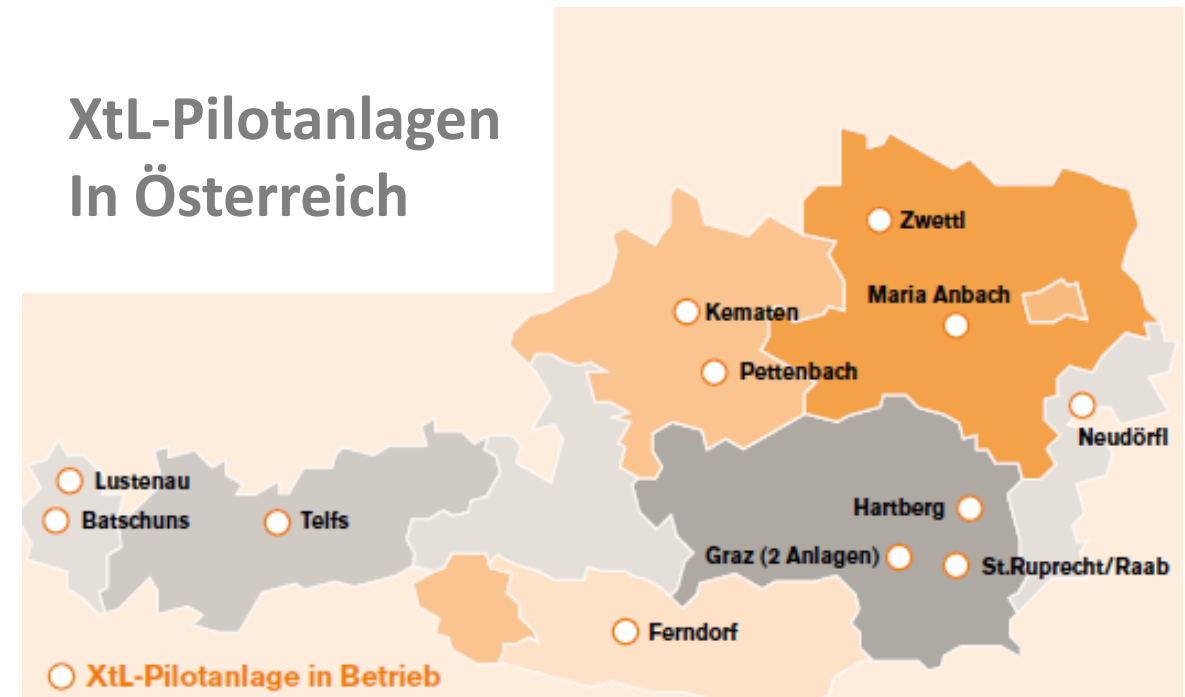 XtL-Pilotanlagen
In Österreich
Zwettl
Maria Anbach
Kematen
Pettenbach
Neudörfl
Lustenau
Batschuns
Telfs
Hartberg
Graz (2 Anlagen)
St.Ruprecht/Raab
Ferndorf
XtL-Pilotanlage in Betrieb